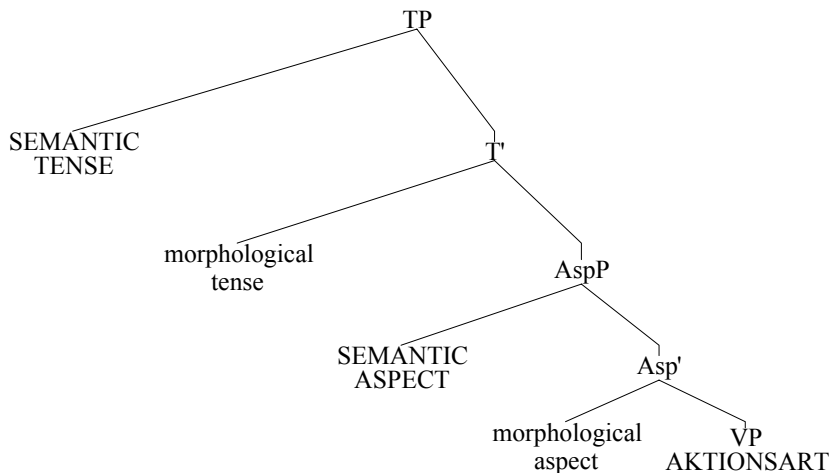 TP
SEMANTIC
TENSE
T'
morphological
tense
AspP
SEMANTIC
ASPECT
Asp'
morphological
aspect
VP
AKTIONSART